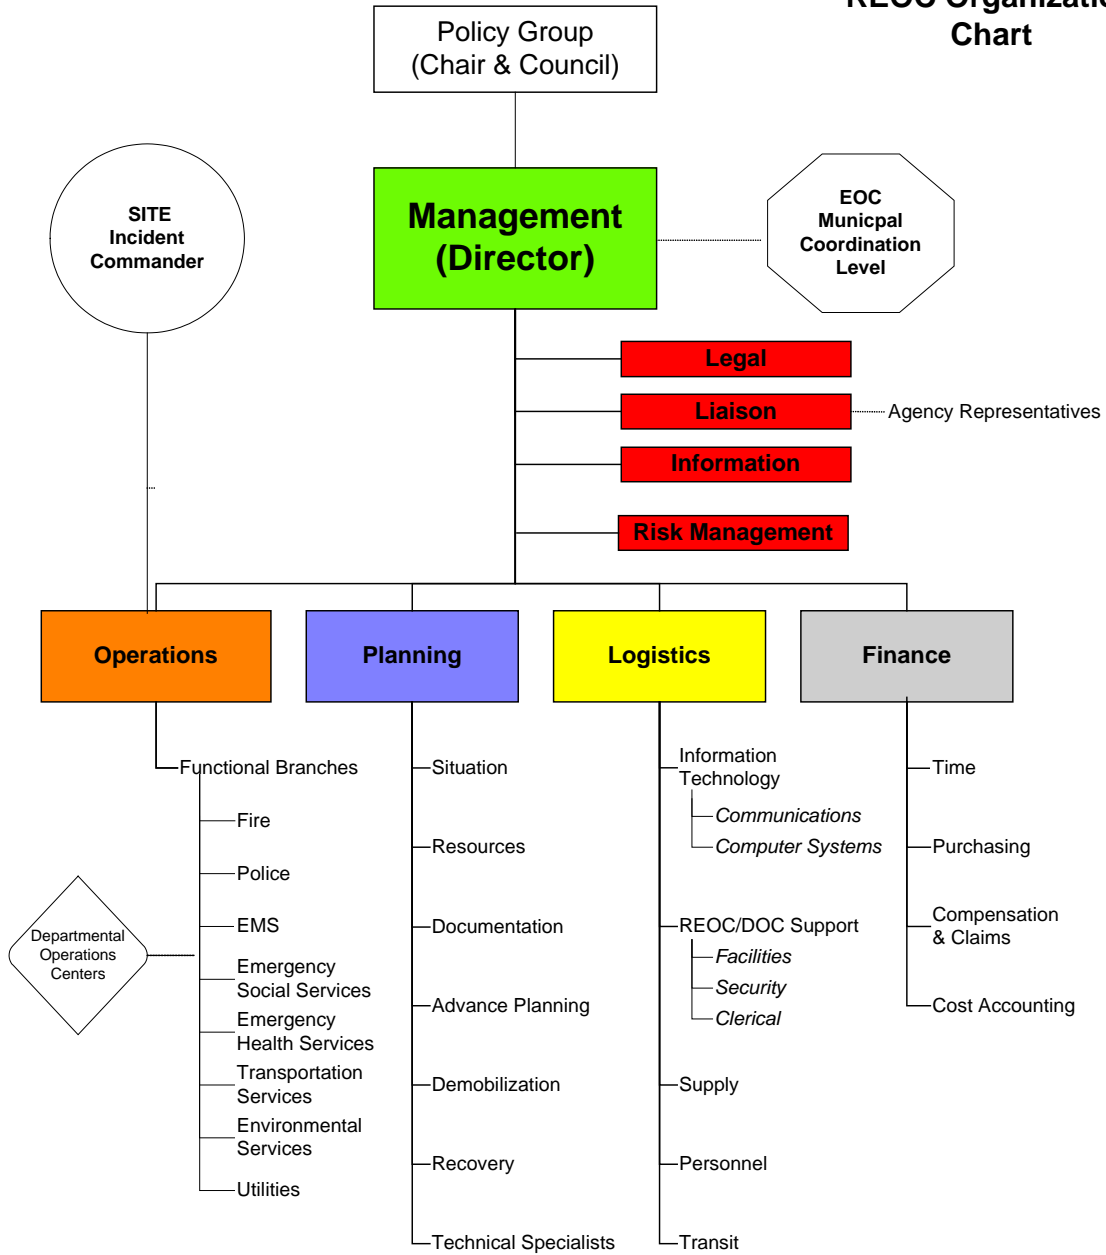 Chart
Policy Group
(Chair & Council)
SITE
Incident
Commander
Management
(Director)
EOC
Municpal
Coordination
Level
Legal
Liaison
Agency Representatives
Information
Risk Management
Operations
Planning
Logistics
Finance
Functional Branches
Fire
Police
EMS
Emergency
Social Services
Emergency
Health Services
Transportation
Services
Environmental
Services
Utilities
Departmental
Operations
Centers
Situation
Resources
Documentation
Advance Planning
Demobilization
Recovery
Technical Specialists
Information
Technology
Communications
Computer Systems
REOC/DOC Support
Facilities
Security
Clerical
Supply
Personnel
Transit
Time
Purchasing
Compensation
& Claims
Cost Accounting